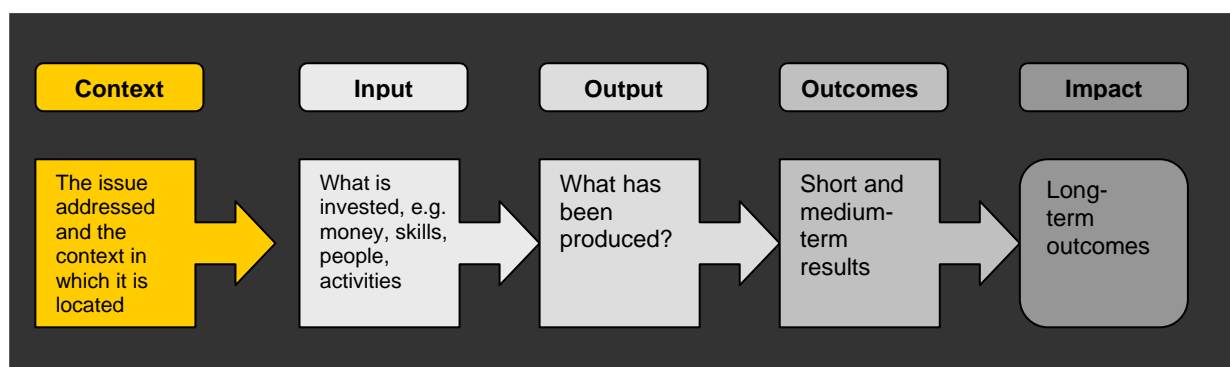 Context
Input
Output
Outcomes
Impact
The issue
addressed
and the
context in
which it is
located
What is
invested, e.g.
money, skills,
people,
activities
What has
been
produced?
Short and
medium-
term
results
Long-
term
outcomes